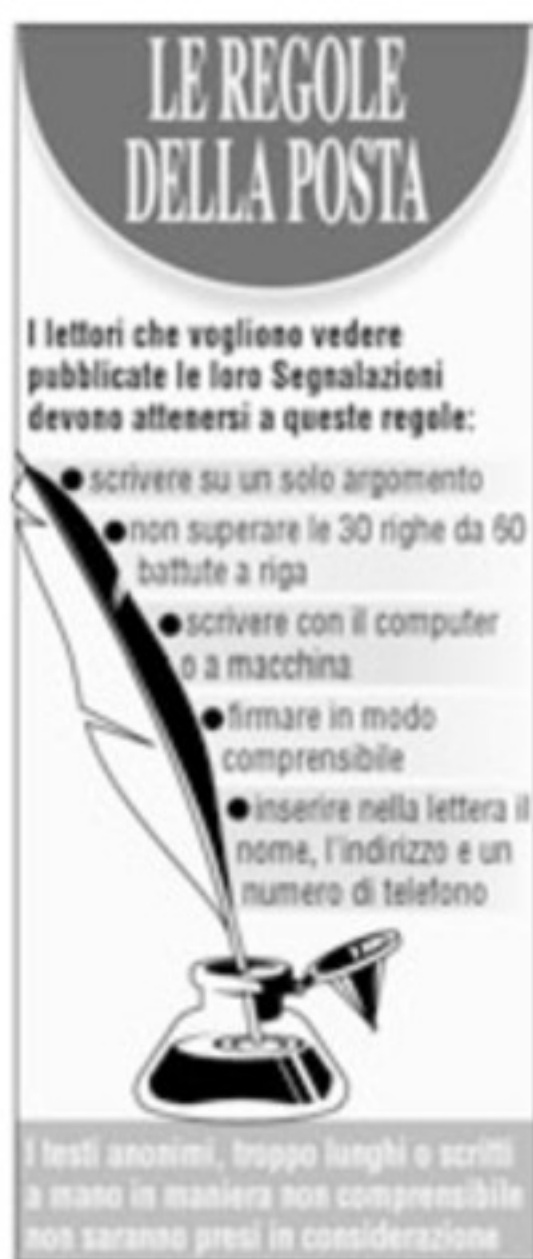 LE REGOLE
DELLA POSTA
I lettori che vogliono vedere
pubblicate le loro Segnalazioni
devono attenersi a queste regole:
● scrivere su un solo argomento
● non superare le 30 righe da 60
battute a riga
● scrivere con il computer
o a macchina
● firmare in modo
comprensibile
● inserire nella lettera il
nome, l'indirizzo e un
numero di telefono
I testi anonimi, troppo lunghi o scritti
a mano in maniera non comprensibile
non saranno presi in considerazione